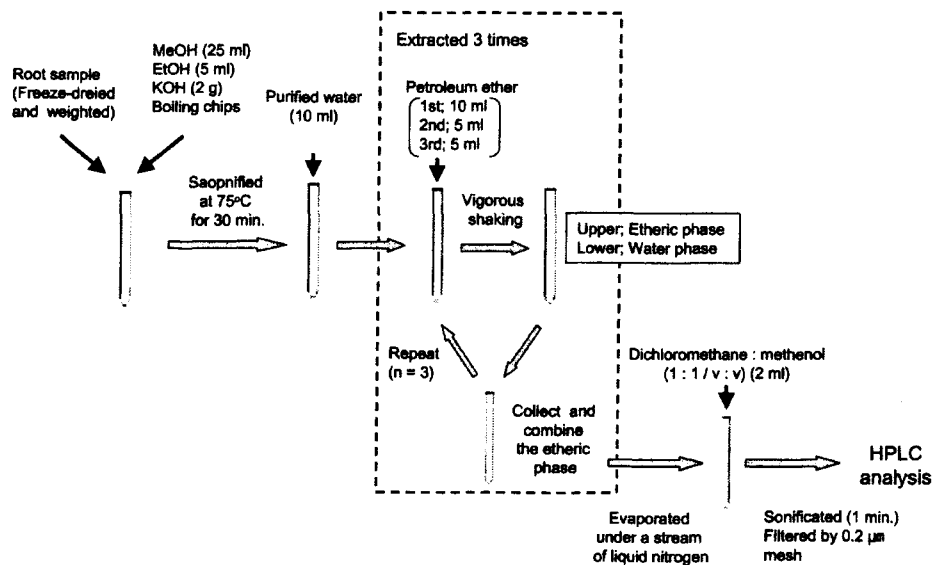 Root sample
(Freeze-dreied
and weighted)
MeOH (25 ml)
EtOH (5 ml)
KOH (2 g)
Boiling chips
Saopnified
at 75°C
for 30 min.
Purified water
(10 ml)
Extracted 3 times
Petroleum ether
1st; 10 ml
2nd; 5 ml
3rd; 5 ml
Vigorous
shaking
Upper; Etheric phase
Lower; Water phase
Repeat
(n = 3)
Collect and
combine
the etheric
phase
Evaporated
under a stream
of liquid nitrogen
Dichloromethane : methenol
(1 : 1 / v : v) (2 ml)
Sonificated (1 min.)
Filtered by 0.2 µm
mesh
HPLC
analysis